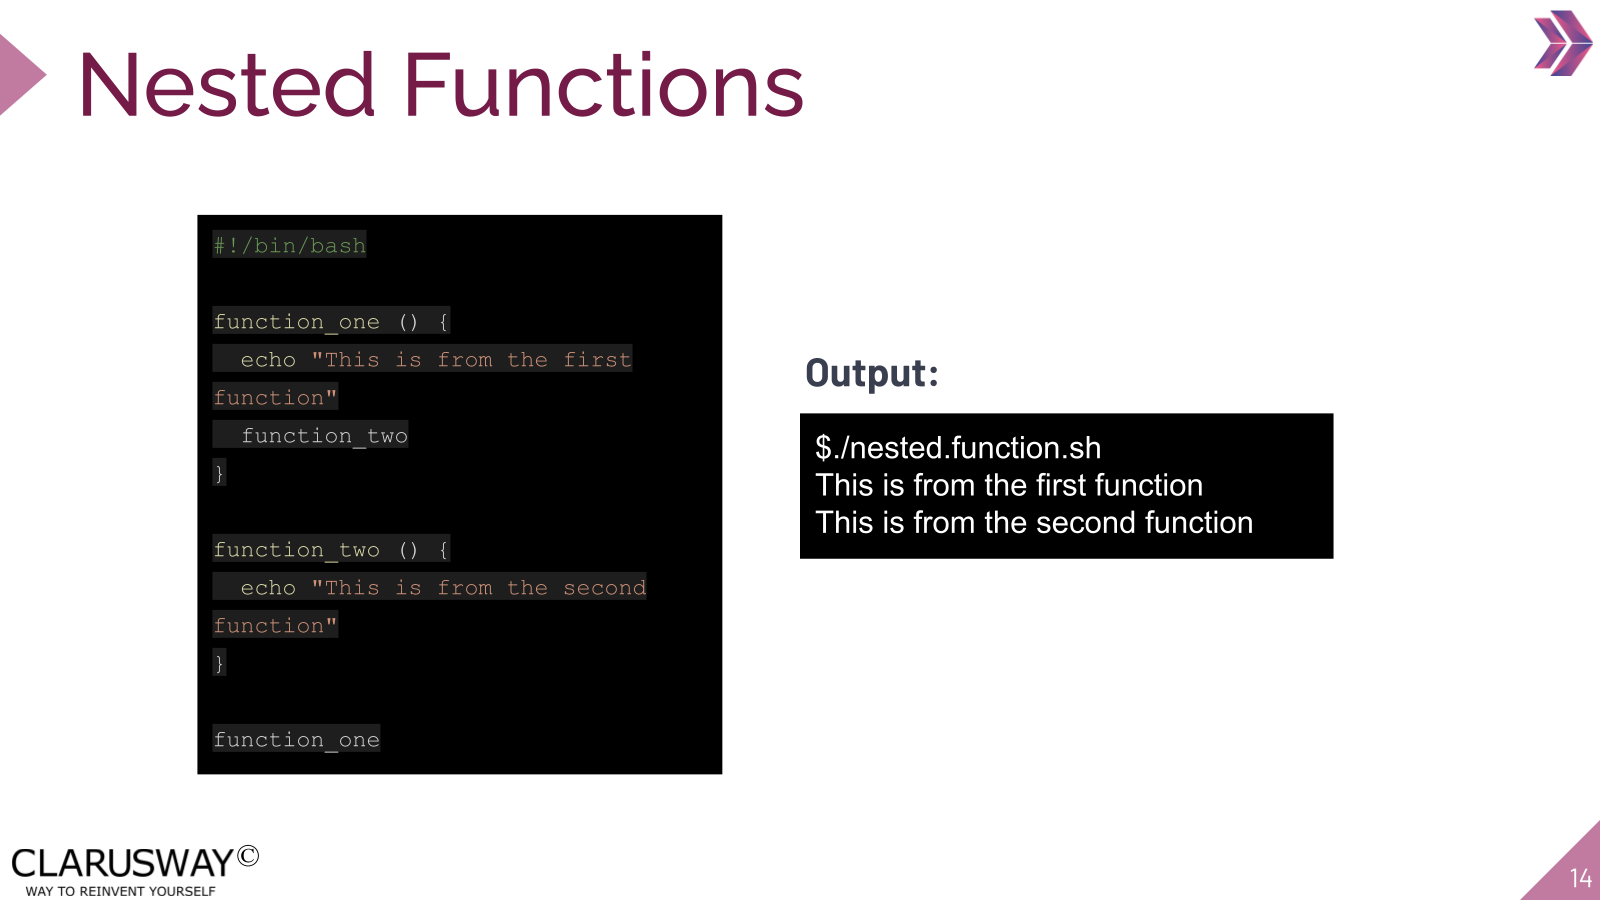 Nested Functions
#!/bin/bash
function_one () {
  echo "This is from the first
function"
  function_two
}
function_two () {
  echo "This is from the second
function"
}
function_one
Output:
$./nested.function.sh
This is from the first function
This is from the second function
CLARUSWAY©
WAY TO REINVENT YOURSELF
14